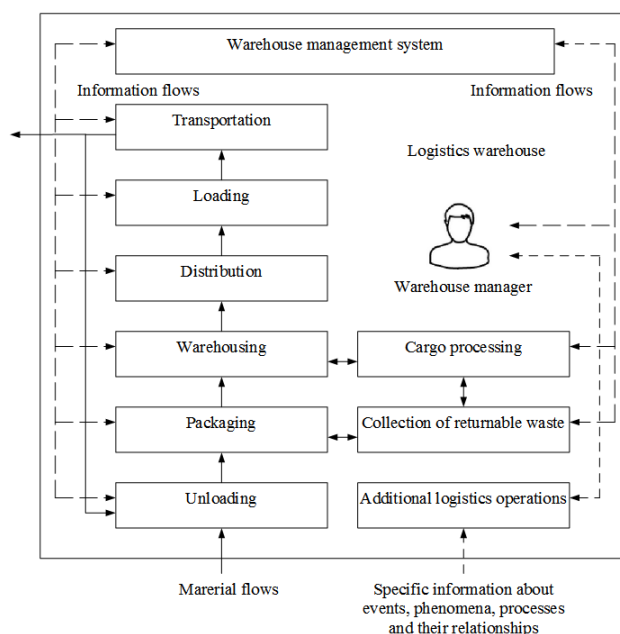 Warehouse management system
Information flows
Information flows
Transportation
Logistics warehouse
Loading
Distribution
Warehouse manager
Warehousing
Cargo processing
Packaging
Collection of returnable waste
Unloading
Additional logistics operations
Marerial flows
Specific information about
events, phenomena, processes
and their relationships